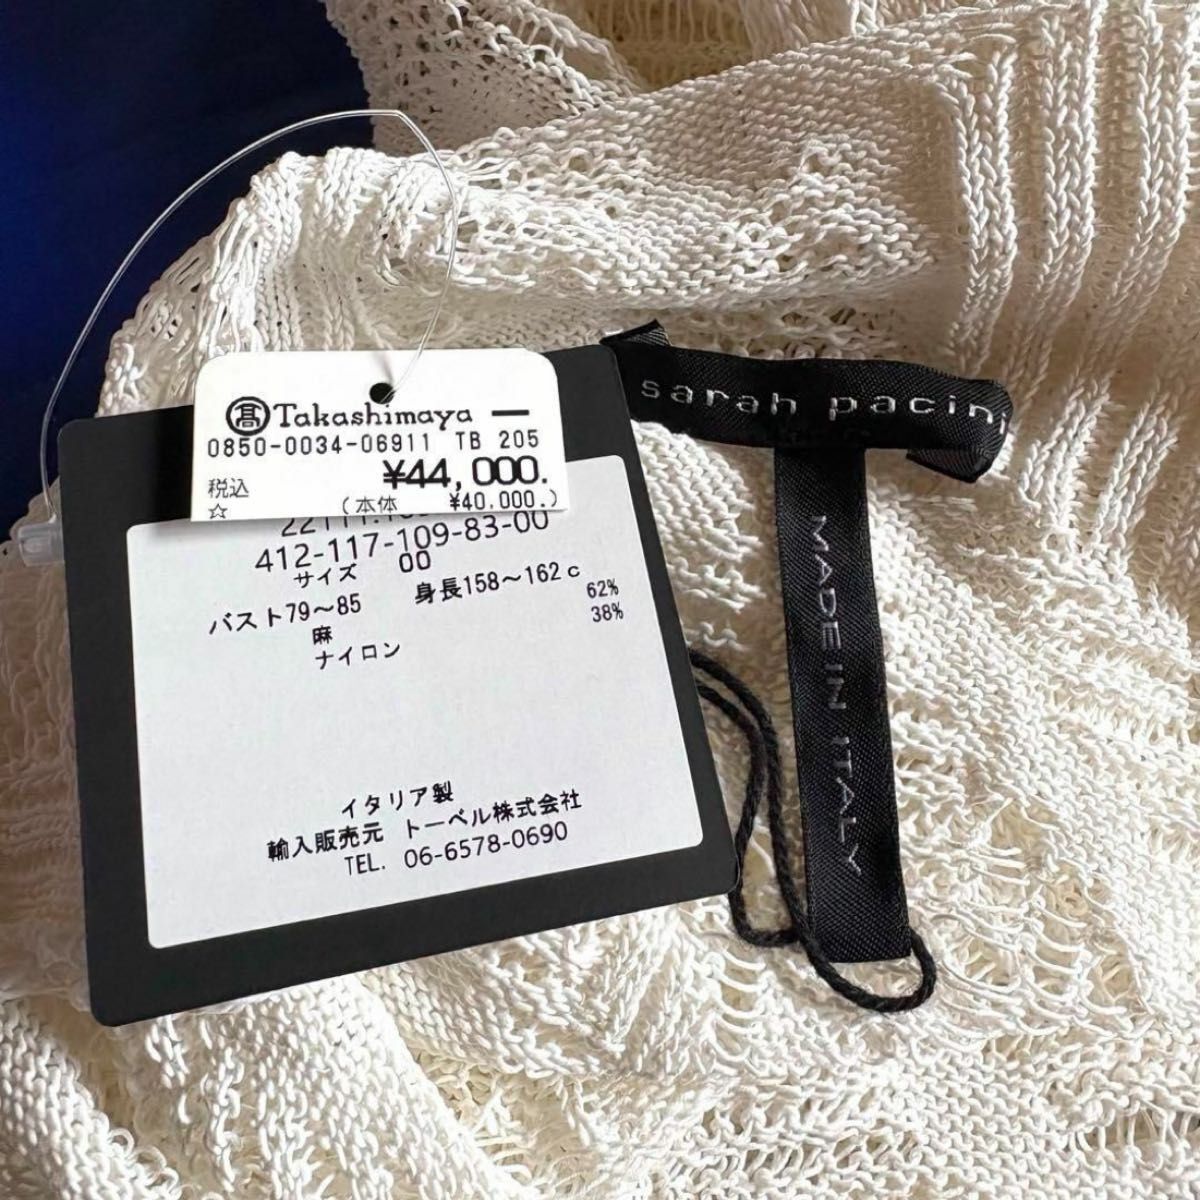 髙 Takashimaya
0850-0034-06911 TB 205
¥44,000.
税込
☆ (本体 ¥40,000.)
412-117-109-83-00
サイズ 00
バスト79～85 身長158～162c
麻 62%
ナイロン 38%
イタリア製
輸入販売元 トーベル株式会社
TEL. 06-6578-0690
sarah pacini
MADE IN ITALY